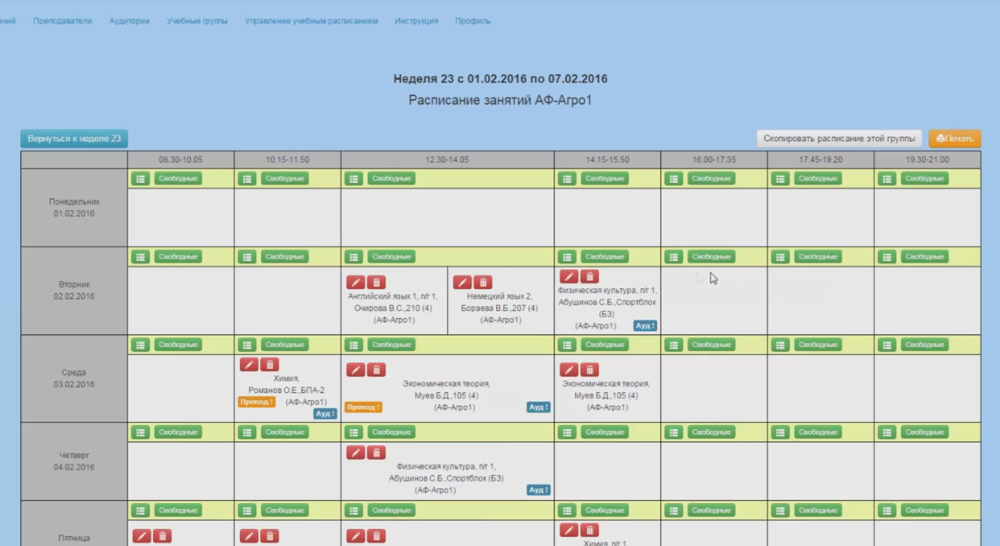 ений Преподаватели Аудитории Учебные группы Управление учебным расписанием Инструкция Профиль
Неделя 23 с 01.02.2016 по 07.02.2016
Расписание занятий АФ-Агро1
Вернуться к неделе 23
Скопировать расписание этой группы
Печать
08.30-10.05 10.15-11.50 12.30-14.05 14.15-15.50 16.00-17.35 17.45-19.20 19.30-21.00
Свободные Свободные Свободные Свободные Свободные Свободные Свободные
Понедельник
01.02.2016
Свободные Свободные Свободные Свободные Свободные Свободные Свободные
Вторник
02.02.2016
Английский язык 1, п/г 1,
Очирова В.С.,210 (4)
(АФ-Агро1)
Немецкий язык 2,
Бораева В.Б.,207 (4)
(АФ-Агро1)
Физическая культура, п/г 1,
Абушинов С.Б.,Спортблок
(Б3)
(АФ-Агро1) Ауд !
Свободные Свободные Свободные Свободные Свободные Свободные Свободные
Среда
03.02.2016
Химия,
Романов О.Е.,БПА-2
Препод ! (АФ-Агро1)
Ауд !
Экономическая теория,
Муев Б.Д.,105 (4)
Препод ! (АФ-Агро1) Ауд !
Экономическая теория,
Муев Б.Д.,105 (4)
(АФ-Агро1)
Свободные Свободные Свободные Свободные Свободные Свободные Свободные
Четверг
04.02.2016
Физическая культура, п/г 1,
Абушинов С.Б.,Спортблок (Б3)
(АФ-Агро1) Ауд !
Свободные Свободные Свободные Свободные Свободные Свободные Свободные
Пятница
Химия, п/г 1